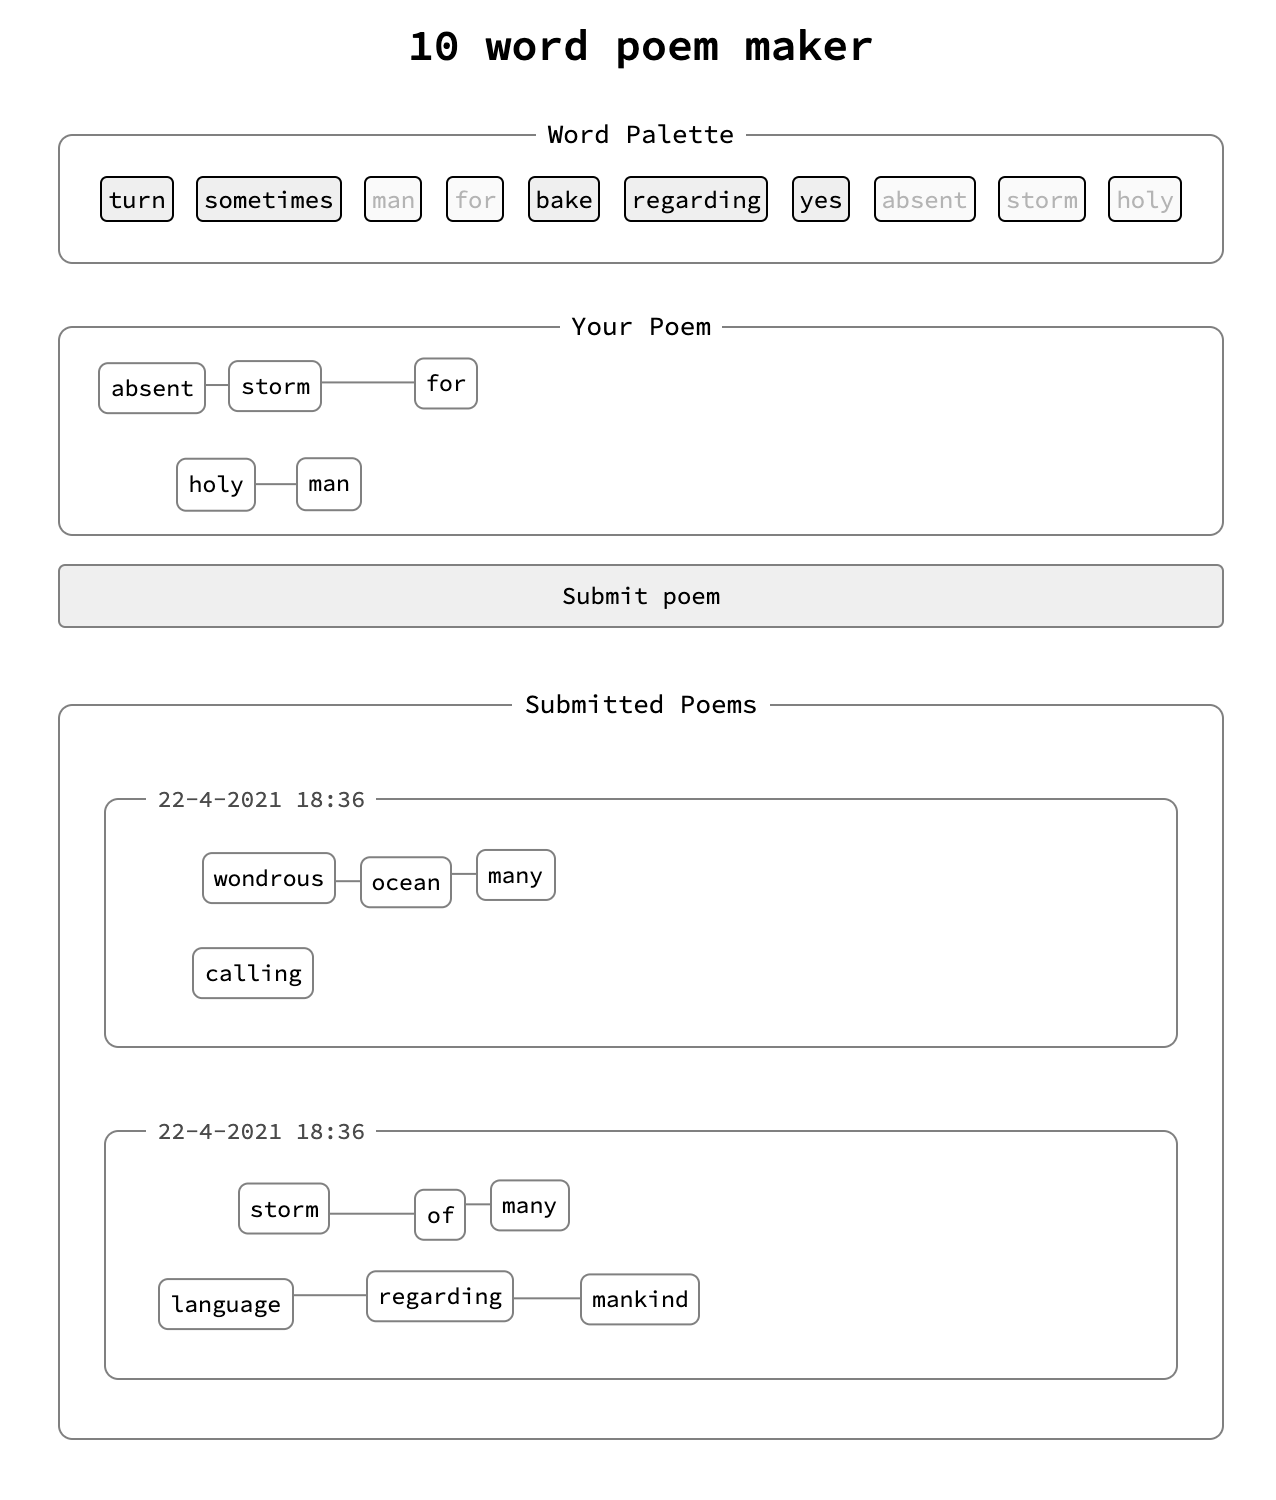 10 word poem maker
Word Palette
turn sometimes man for bake regarding yes absent storm holy
Your Poem
absent storm for
holy man
Submit poem
Submitted Poems
22-4-2021 18:36
wondrous ocean many
calling
22-4-2021 18:36
storm of many
language regarding mankind